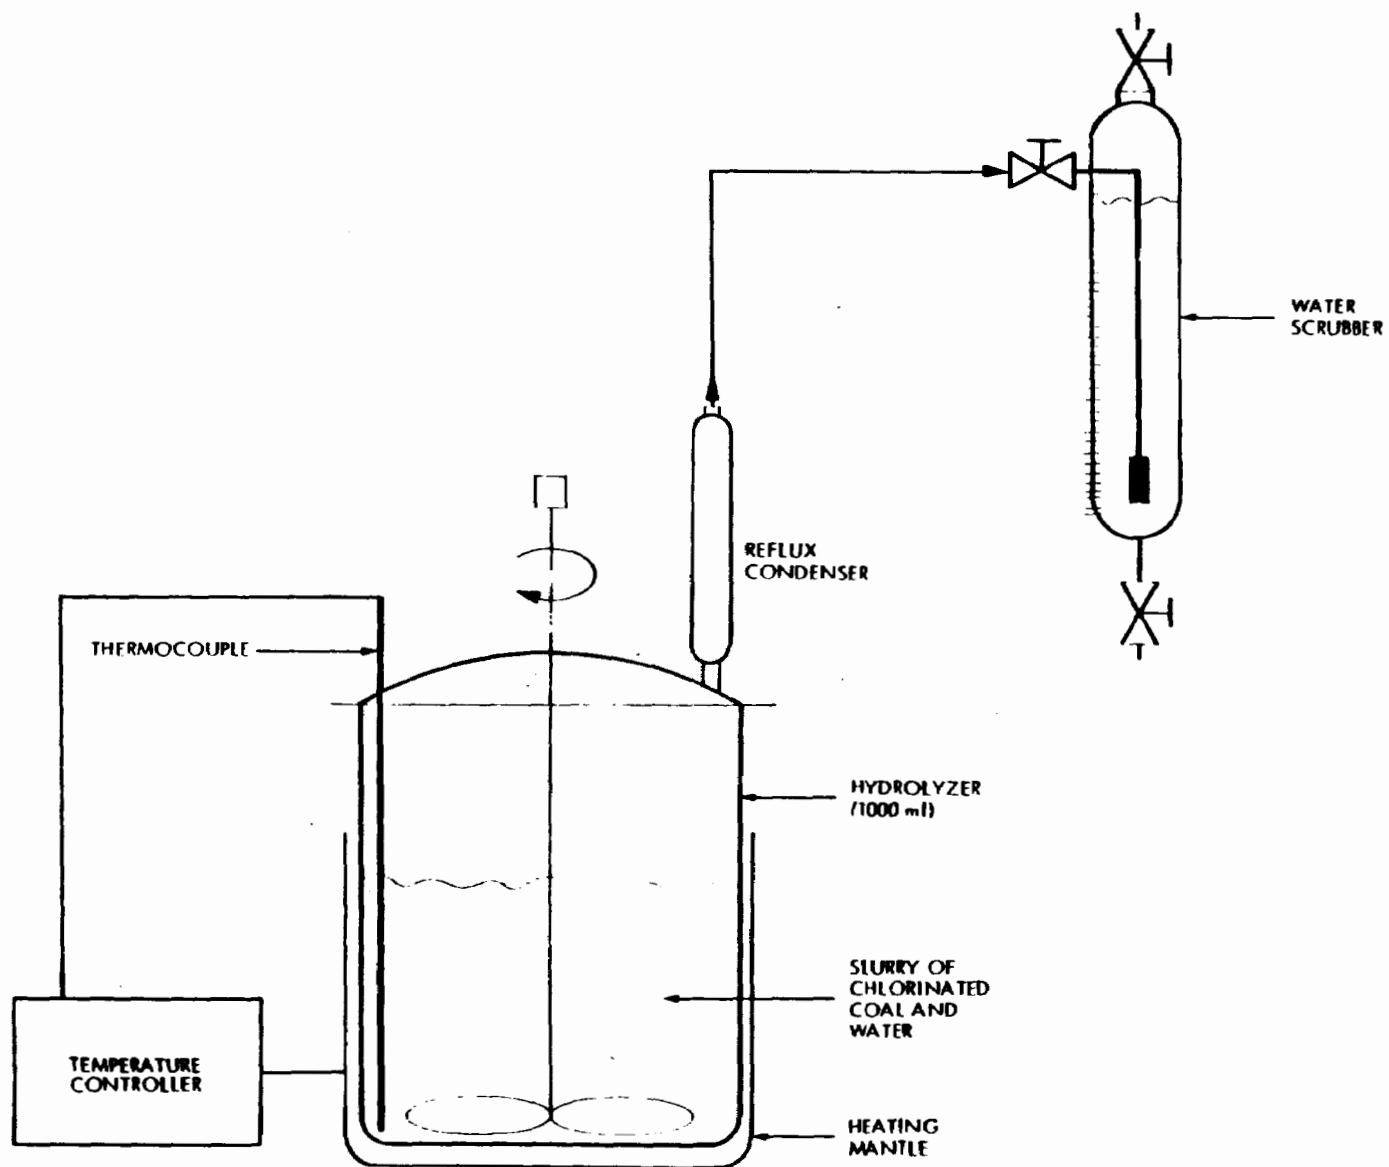 WATER
SCRUBBER
REFLUX
CONDENSER
THERMOCOUPLE
HYDROLYZER
(1000 ml)
SLURRY OF
CHLORINATED
COAL AND
WATER
TEMPERATURE
CONTROLLER
HEATING
MANTLE